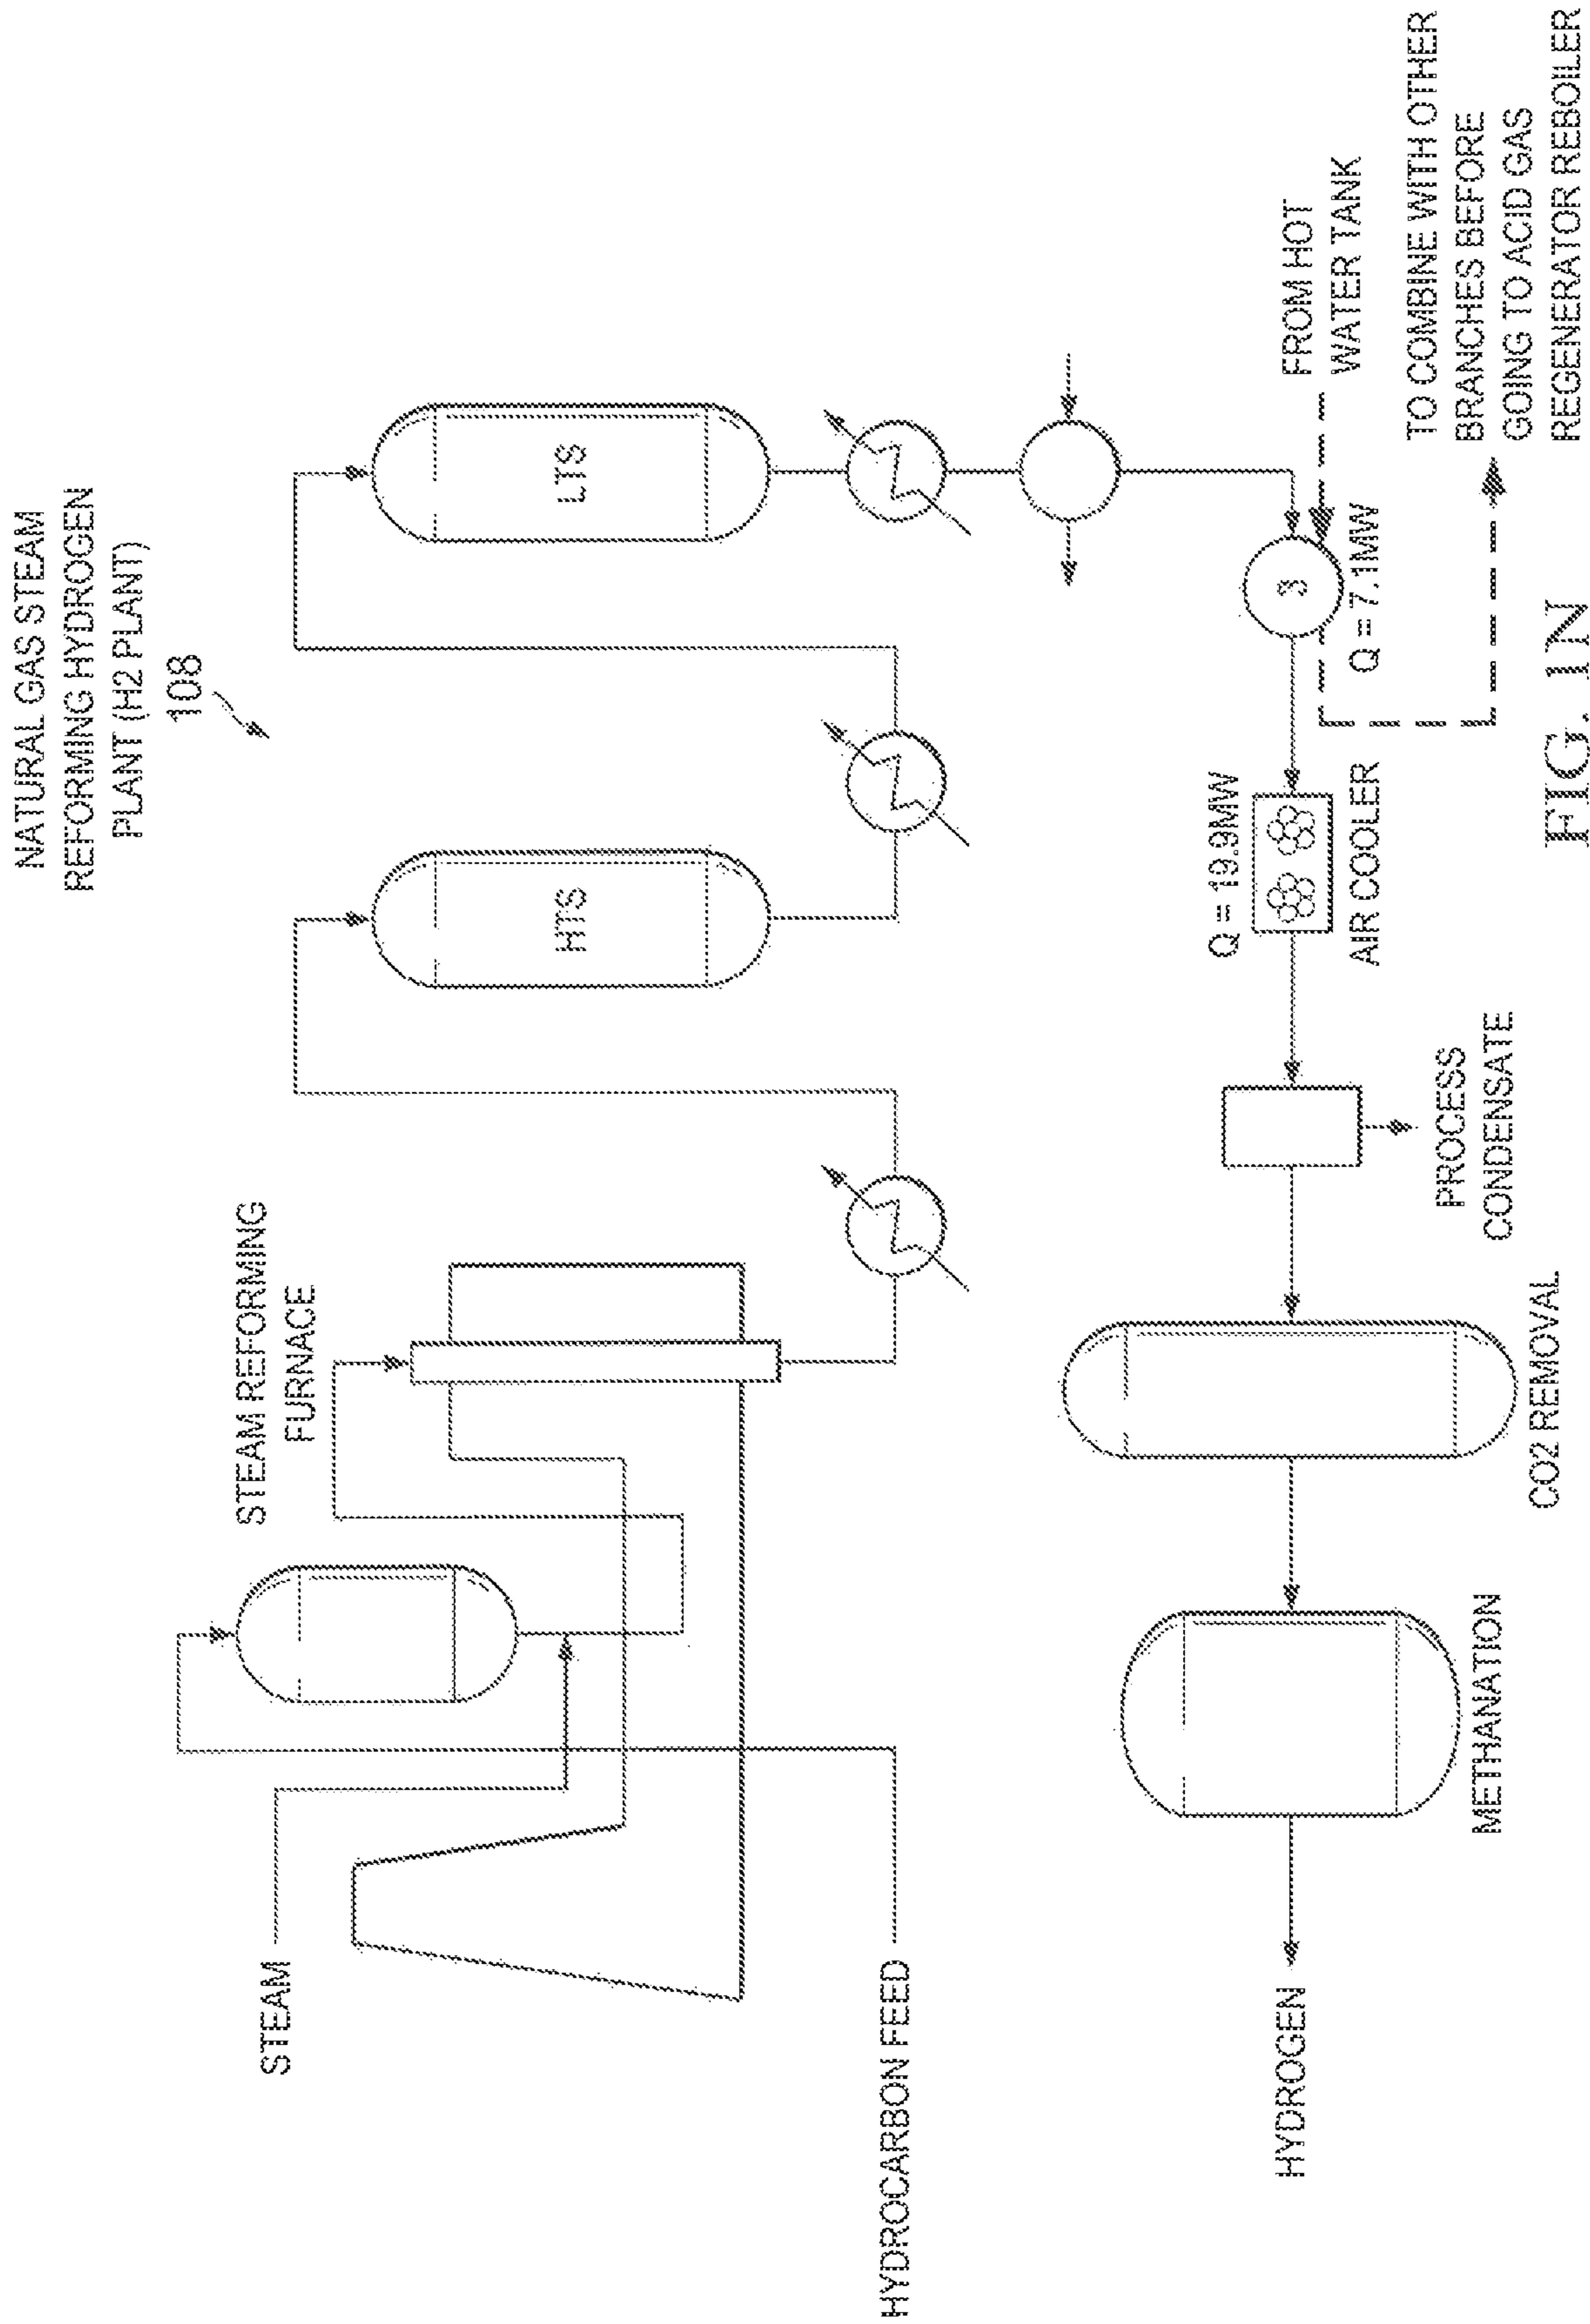 NATURAL GAS STEAM
REFORMING HYDROGEN
PLANT (H2 PLANT)
108
STEAM REFORMING
FURNACE
STEAM
HTS
LTS
HYDROCARBON FEED
FROM HOT
WATER TANK
3
Q = 7.1MW
Q = 19.9MW
AIR COOLER
PROCESS
CONDENSATE
CO2 REMOVAL
METHANATION
HYDROGEN
TO COMBINE WITH OTHER
BRANCHES BEFORE
GOING TO ACID GAS
REGENERATOR REBOILER
FIG. 1N